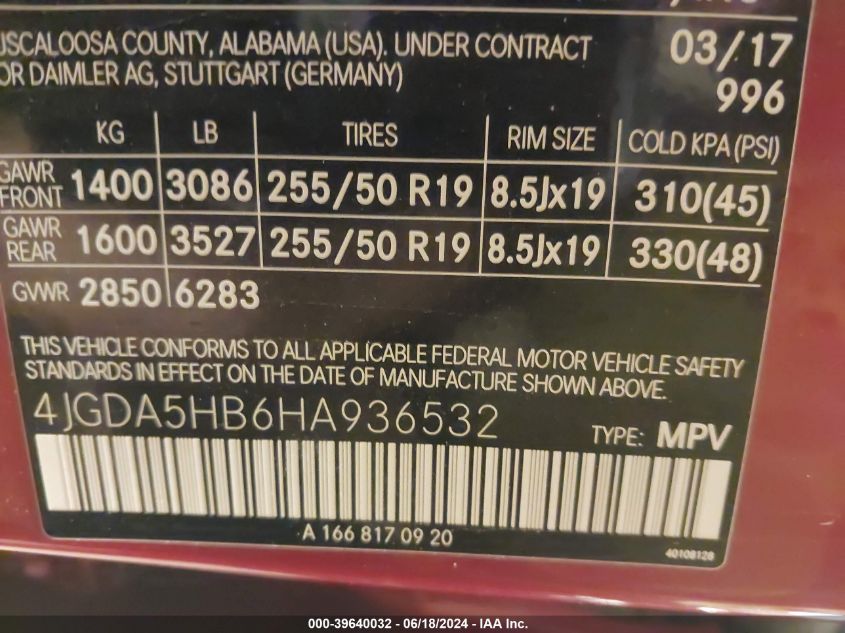 USCALOOSA COUNTY, ALABAMA (USA). UNDER CONTRACT 03/17
OR DAIMLER AG, STUTTGART (GERMANY) 996
KG LB TIRES RIM SIZE COLD KPA (PSI)
GAWR FRONT 1400 3086 255/50 R19 8.5Jx19 310(45)
GAWR REAR 1600 3527 255/50 R19 8.5Jx19 330(48)
GVWR 2850 6283
THIS VEHICLE CONFORMS TO ALL APPLICABLE FEDERAL MOTOR VEHICLE SAFETY
STANDARDS IN EFFECT ON THE DATE OF MANUFACTURE SHOWN ABOVE.
4JGDA5HB6HA936532 TYPE: MPV
A 166 817 09 20
40108128
000-39640032 - 06/18/2024 - IAA Inc.